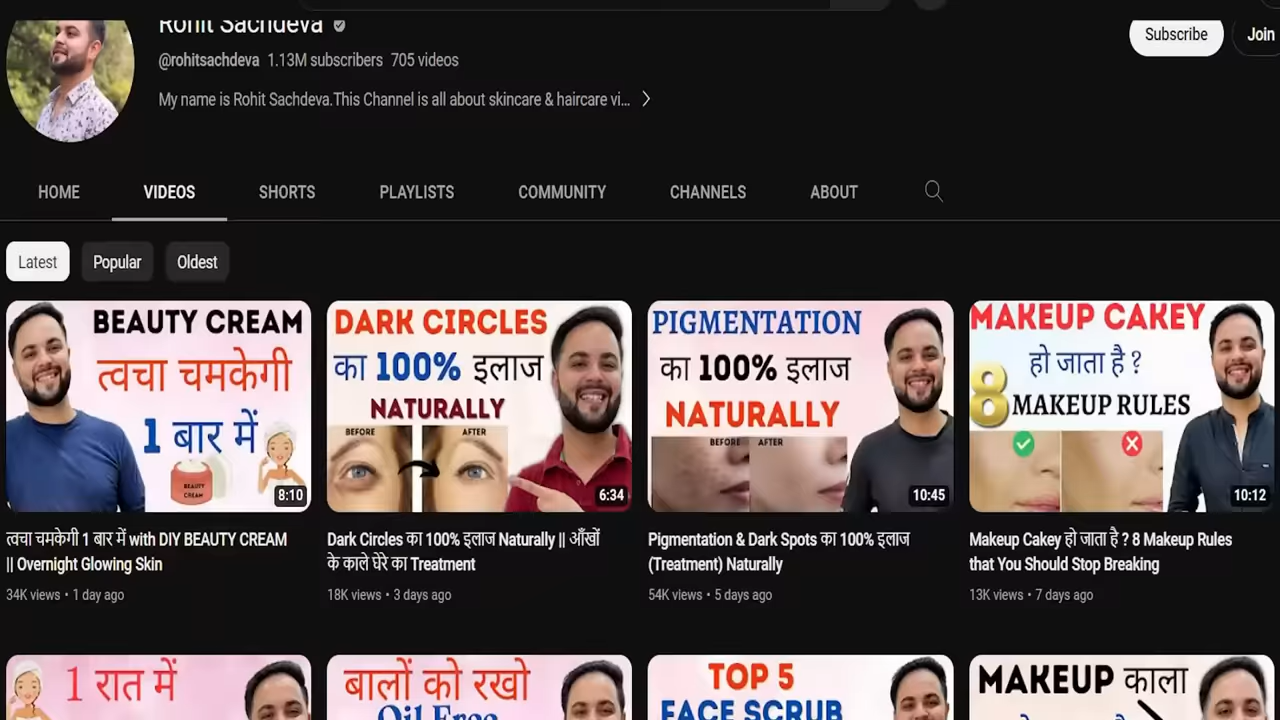 Rohit Sachdeva
@rohitsachdeva 1.13M subscribers 705 videos
My name is Rohit Sachdeva.This Channel is all about skincare & haircare vi...
Subscribe
Join
HOME VIDEOS SHORTS PLAYLISTS COMMUNITY CHANNELS ABOUT
Latest Popular Oldest
BEAUTY CREAM
त्वचा चमकेगी
1 बार में
BEAUTY
CREAM
8:10
DARK CIRCLES
का 100% इलाज
NATURALLY
BEFORE AFTER
6:34
PIGMENTATION
का 100% इलाज
NATURALLY
BEFORE AFTER
10:45
MAKEUP CAKEY
हो जाता है ?
8 MAKEUP RULES
10:12
त्वचा चमकेगी 1 बार में with DIY BEAUTY CREAM
|| Overnight Glowing Skin
34K views • 1 day ago
Dark Circles का 100% इलाज Naturally || आँखों
के काले घेरे का Treatment
18K views • 3 days ago
Pigmentation & Dark Spots का 100% इलाज
(Treatment) Naturally
54K views • 5 days ago
Makeup Cakey हो जाता है ? 8 Makeup Rules
that You Should Stop Breaking
13K views • 7 days ago
1 रात में
बालों को रखो
Oil Free
TOP 5
FACE SCRUB
MAKEUP काला